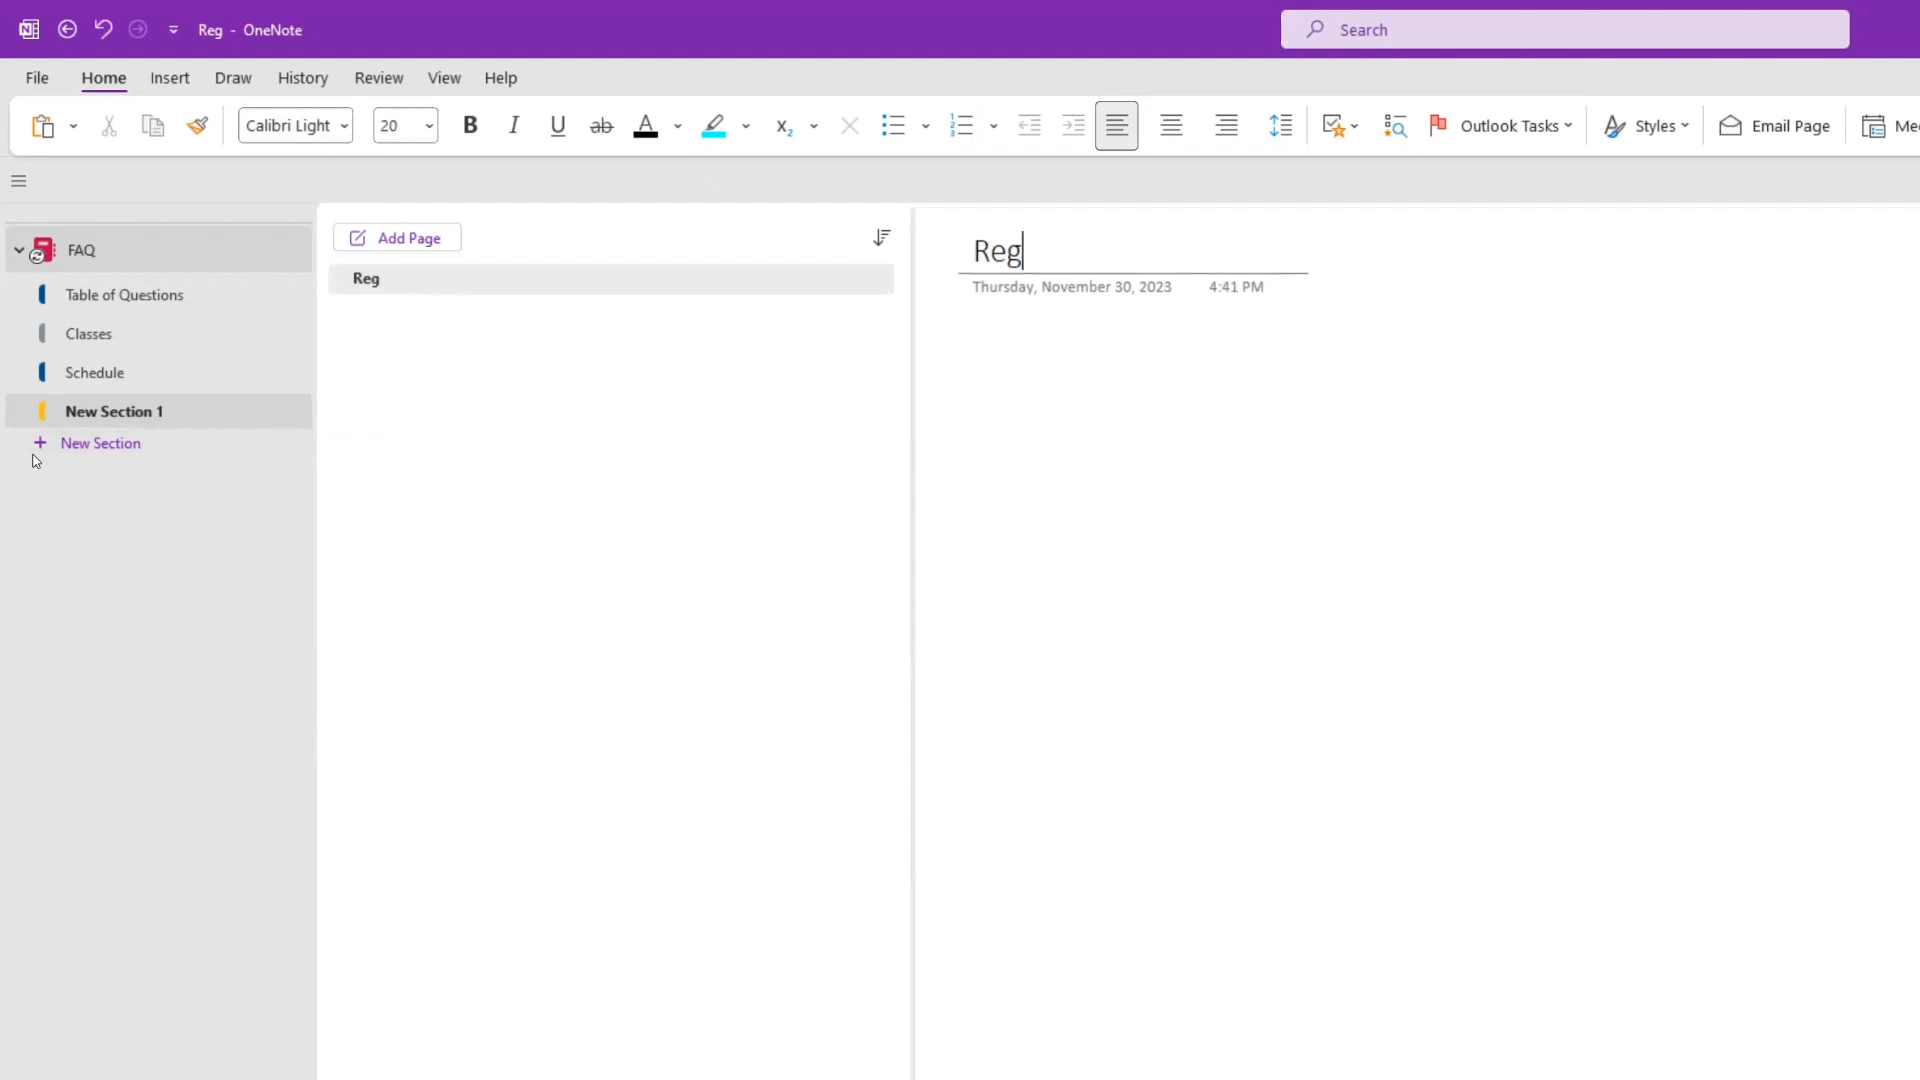 Reg - OneNote
Search
File Home Insert Draw History Review View Help
Calibri Light 20 B I U ab A x₂ Outlook Tasks Styles Email Page
Add Page
FAQ
Table of Questions
Classes
Schedule
New Section 1
New Section
Reg
Reg
Thursday, November 30, 2023 4:41 PM